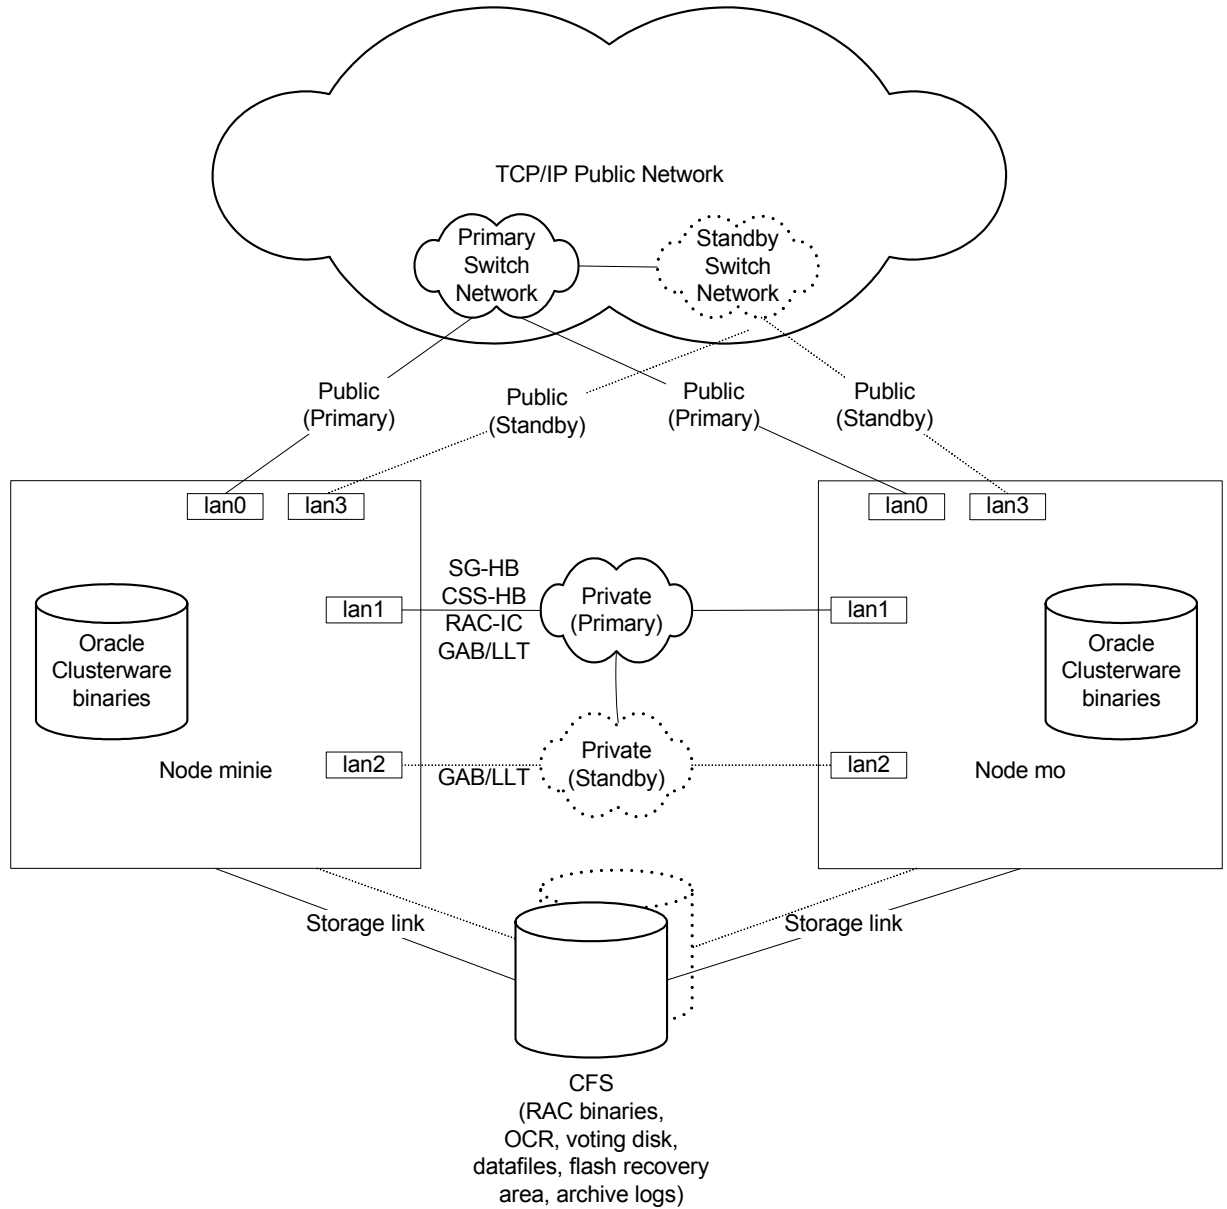 TCP/IP Public Network
Primary
Switch
Network
Standby
Switch
Network
Public
(Primary)
Public
(Standby)
Public
(Primary)
Public
(Standby)
lan0
lan3
lan0
lan3
SG-HB
CSS-HB
RAC-IC
GAB/LLT
lan1
Private
(Primary)
lan1
Oracle
Clusterware
binaries
Oracle
Clusterware
binaries
Node minie
lan2
GAB/LLT
Private
(Standby)
lan2
Node mo
Storage link
Storage link
CFS
(RAC binaries,
OCR, voting disk,
datafiles, flash recovery
area, archive logs)